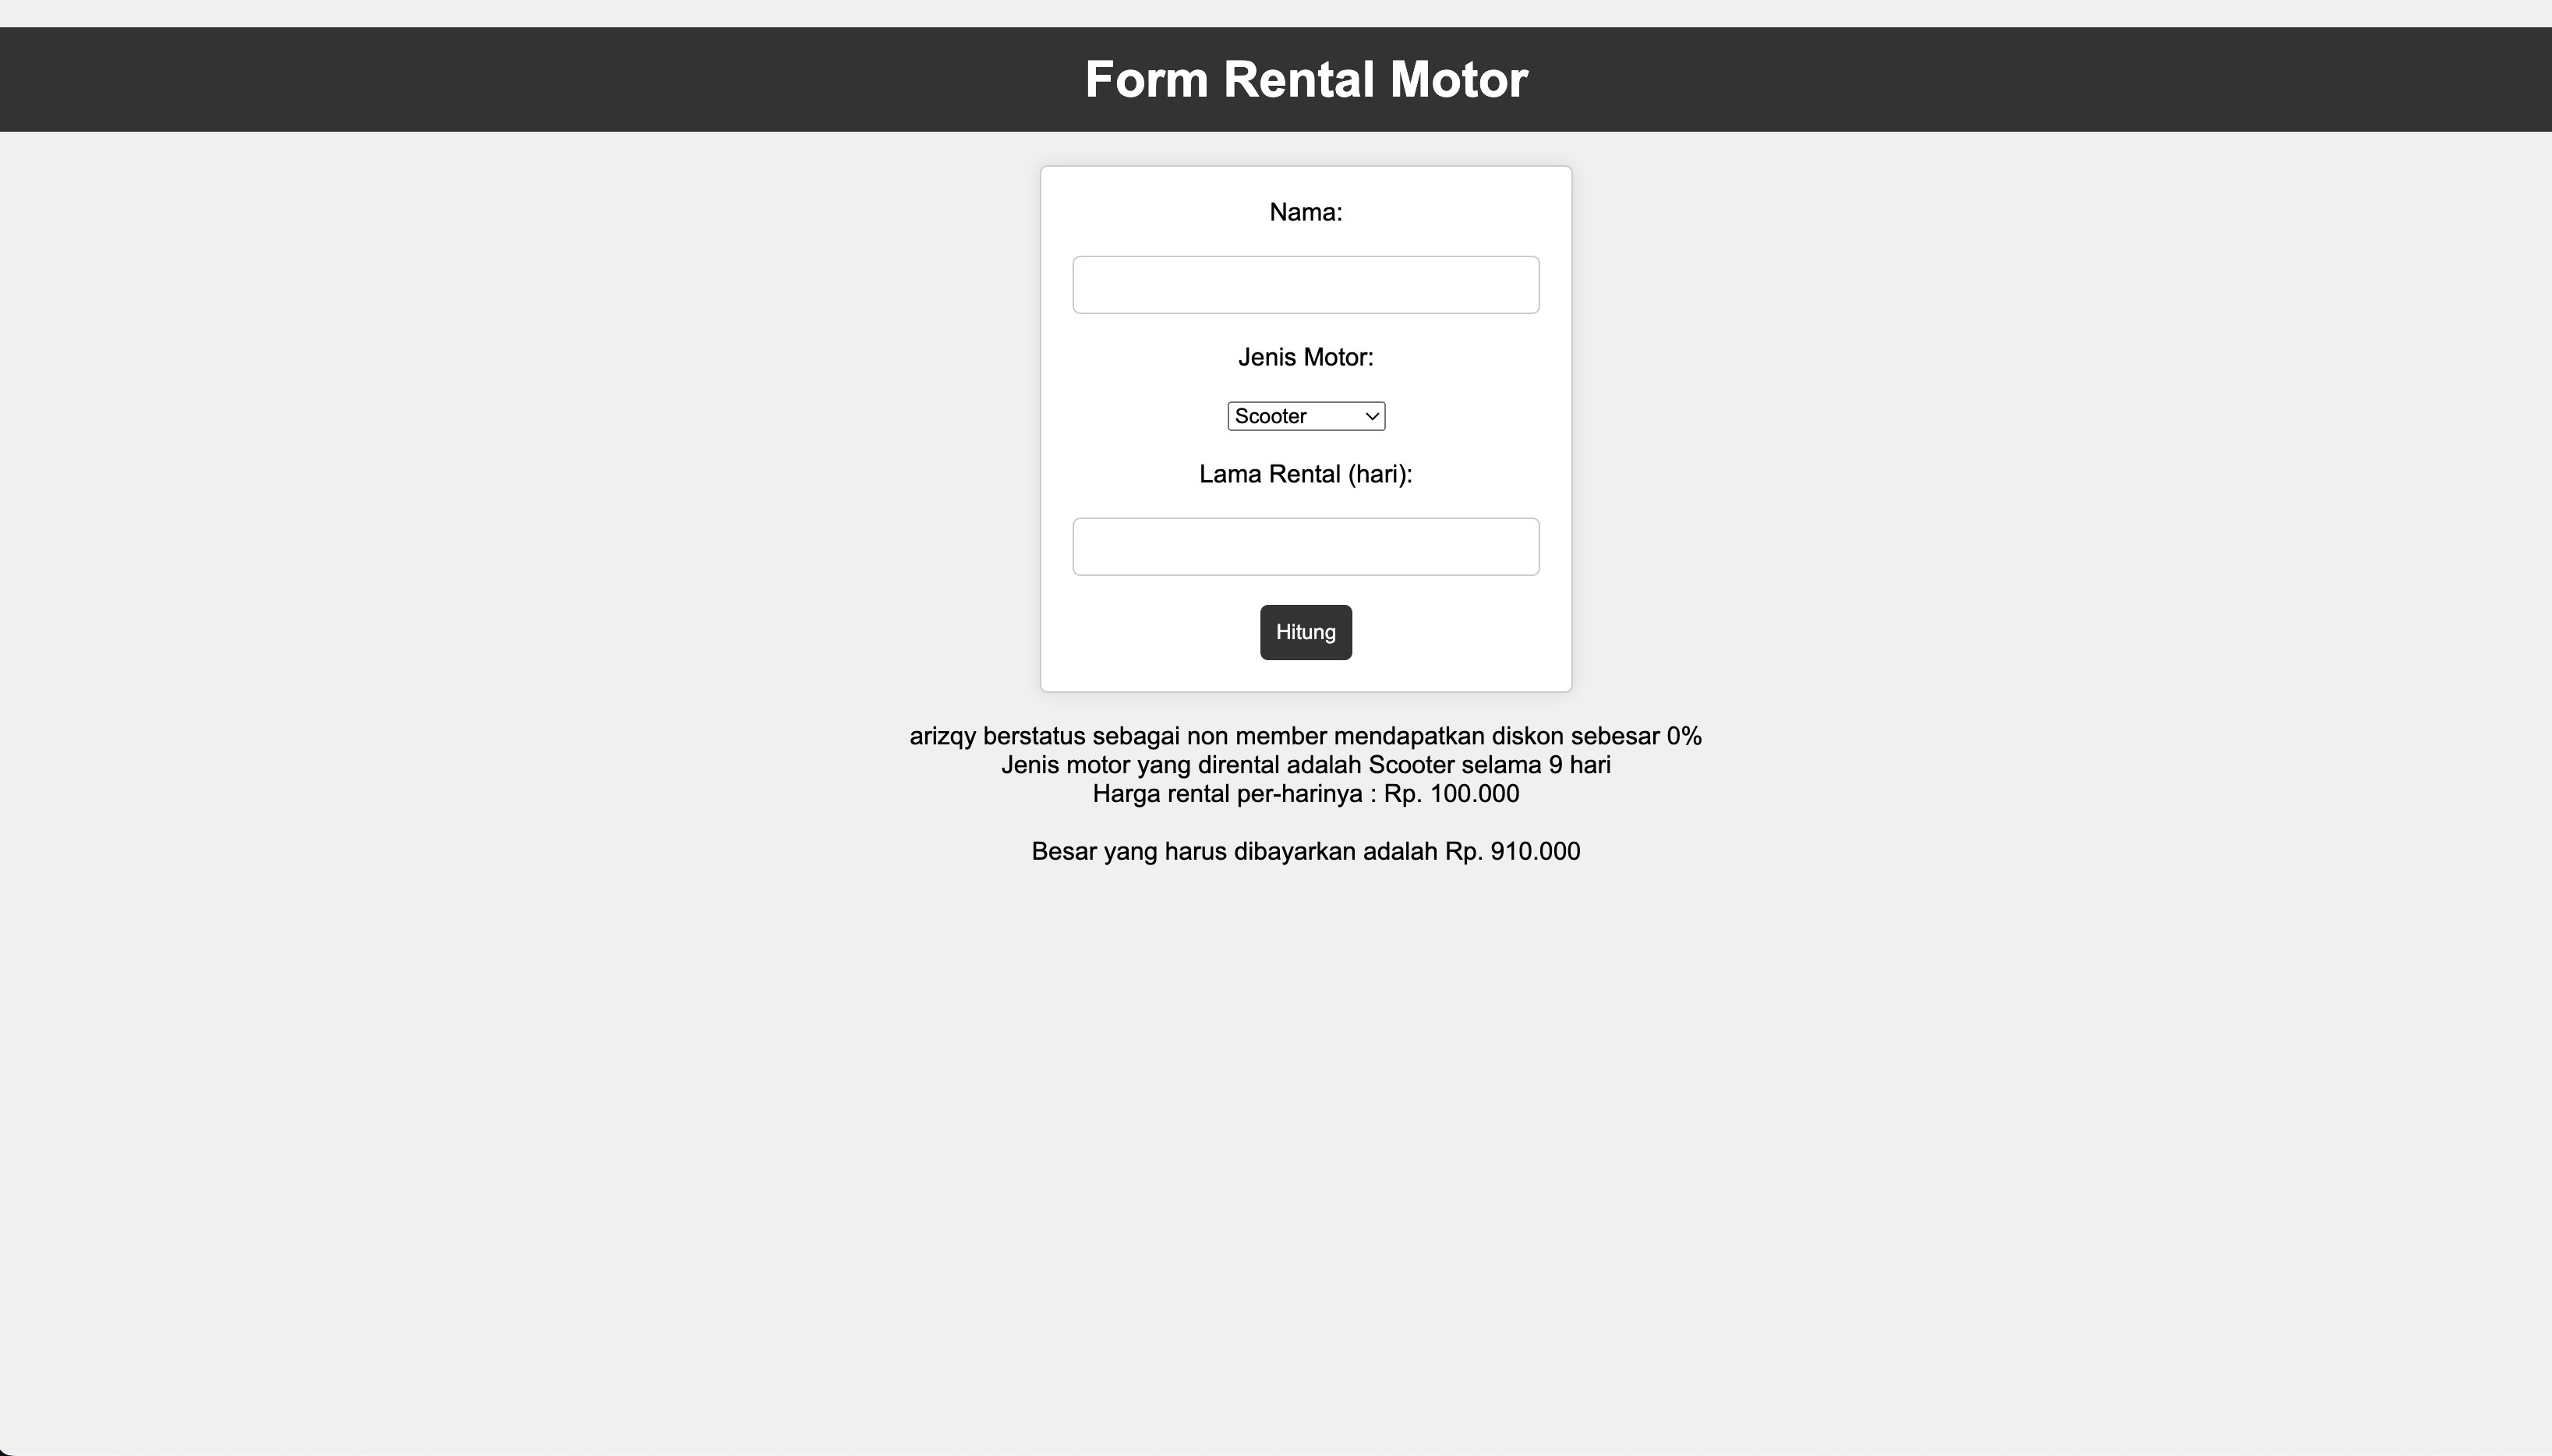 Form Rental Motor
Nama:
Jenis Motor:
Scooter
Lama Rental (hari):
Hitung
arizqy berstatus sebagai non member mendapatkan diskon sebesar 0%
Jenis motor yang dirental adalah Scooter selama 9 hari
Harga rental per-harinya : Rp. 100.000
Besar yang harus dibayarkan adalah Rp. 910.000